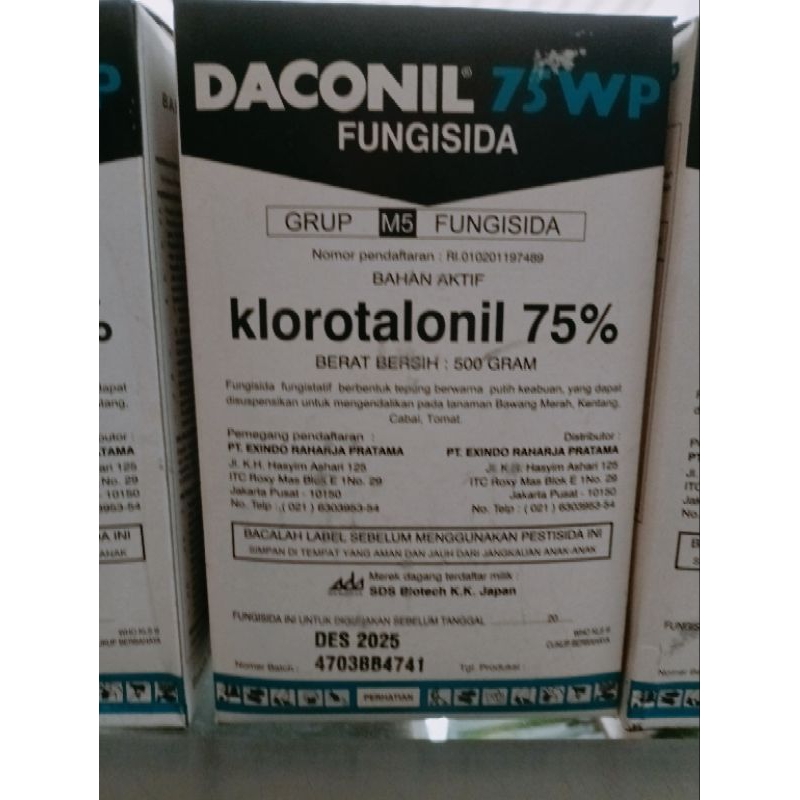 DACONIL® 75 WP
FUNGISIDA
GRUP M5 FUNGISIDA
Nomor pendaftaran : RI.010201197489
BAHAN AKTIF
klorotalonil 75%
BERAT BERSIH : 500 GRAM
Fungisida fungistatif berbentuk tepung berwarna putih keabuan, yang dapat
disuspensikan untuk mengendalikan pada tanaman Bawang Merah, Kentang,
Cabai, Tomat.
Pemegang pendaftaran :
PT. EXINDO RAHARJA PRATAMA
Jl. K.H. Hasyim Ashari 125
ITC Roxy Mas Blok E 1No. 29
Jakarta Pusat - 10150
No. Telp : ( 021 ) 6303953-54
Distributor :
PT. EXINDO RAHARJA PRATAMA
Jl. K.H. Hasyim Ashari 125
ITC Roxy Mas Blok E 1No. 29
Jakarta Pusat - 10150
No. Telp : ( 021 ) 6303953-54
BACALAH LABEL SEBELUM MENGGUNAKAN PESTISIDA INI
SIMPAN DI TEMPAT YANG AMAN DAN JAUH DARI JANGKAUAN ANAK-ANAK
sds Merek dagang terdaftar milik :
SDS Biotech K.K. Japan
FUNGISIDA INI UNTUK DIGUNAKAN SEBELUM TANGGAL 20
DES 2025
Nomor Batch : 4703BB4741
Tgl. Produksi :
PERHATIAN